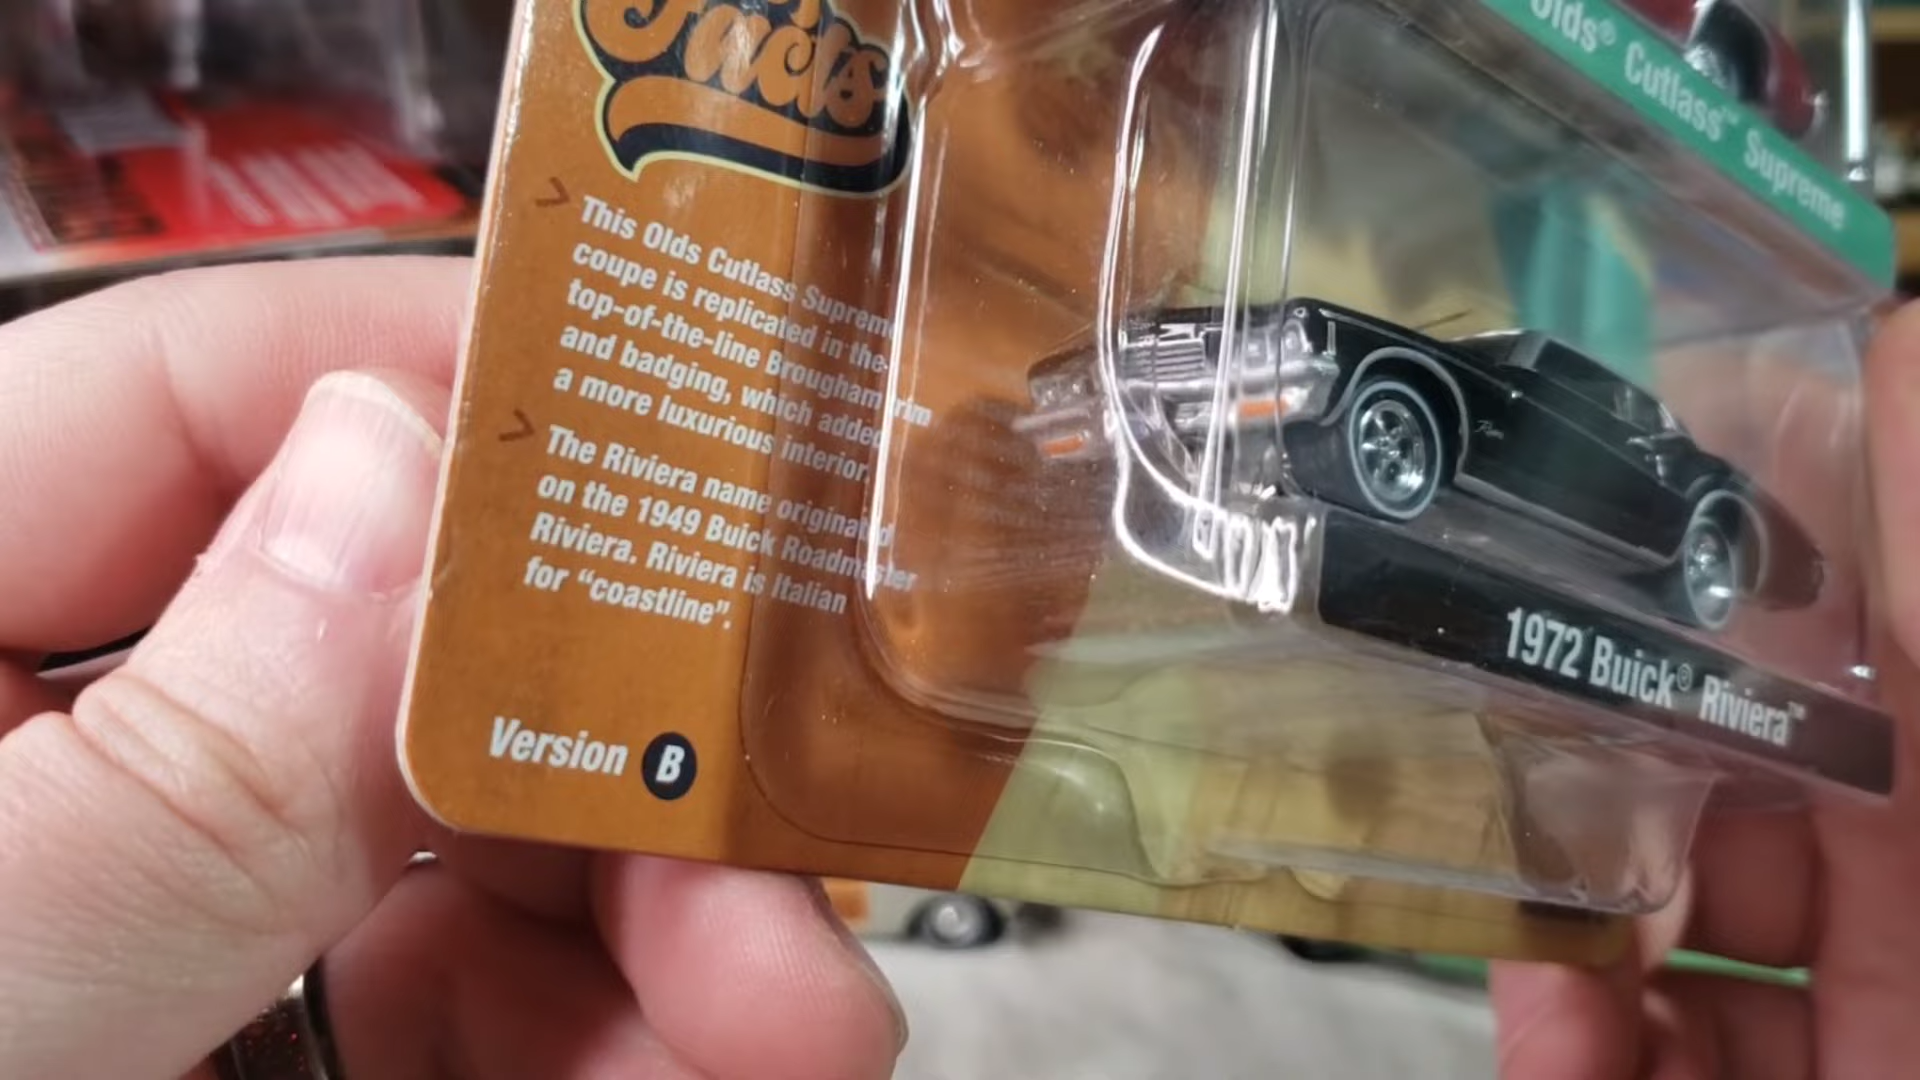 Facts
This Olds Cutlass Supreme
coupe is replicated in the
top-of-the-line Brougham trim
and badging, which added
a more luxurious interior.
The Riviera name originated
on the 1949 Buick Roadmaster
Riviera. Riviera is Italian
for “coastline”.
Version B
Olds® Cutlass™ Supreme
1972 Buick® Riviera™